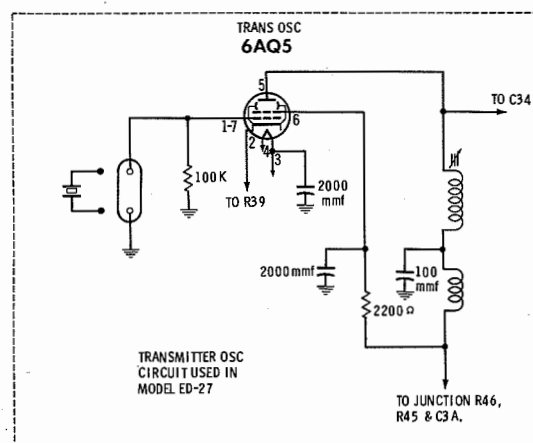 TRANS OSC
6AQ5
5
TO C34
1-7
6
2
4
3
100K
2000
mmf
TO R39
2000mmf
100
mmf
2200Ω
TRANSMITTER OSC
CIRCUIT USED IN
MODEL ED-27
TO JUNCTION R46,
R45 & C3A.